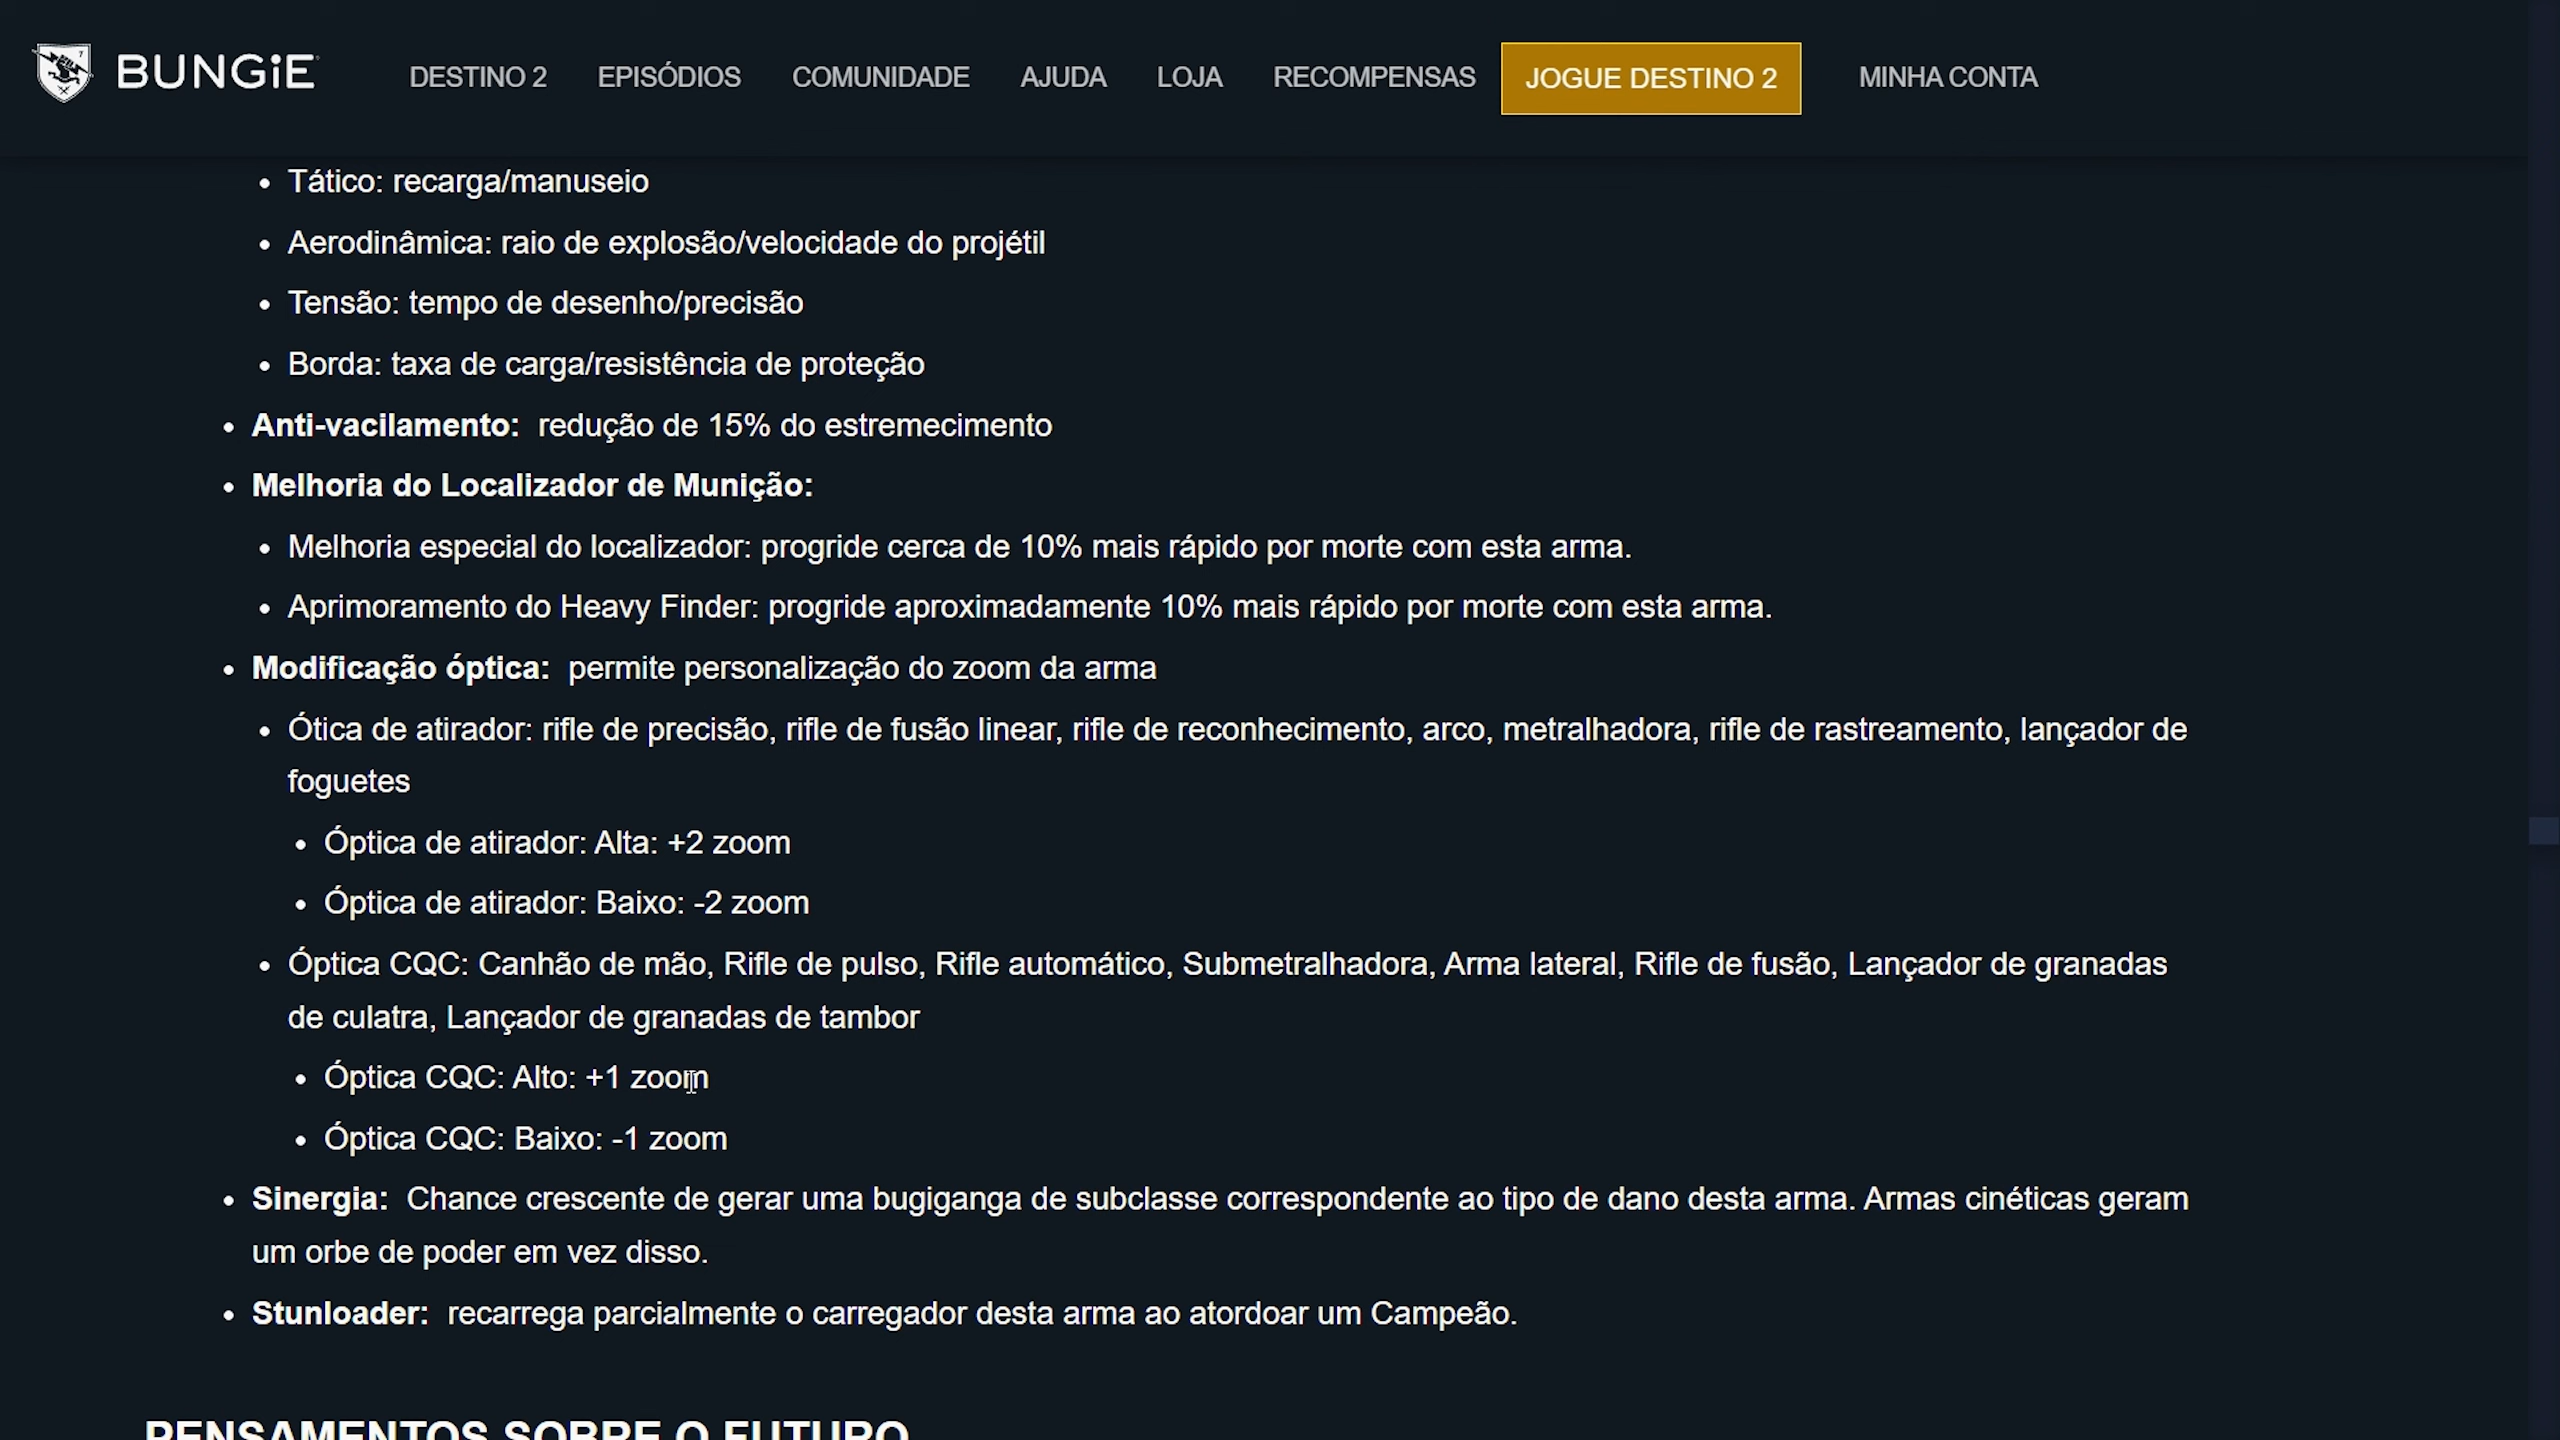 BUNGiE
DESTINO 2 EPISÓDIOS COMUNIDADE AJUDA LOJA RECOMPENSAS JOGUE DESTINO 2 MINHA CONTA
• Tático: recarga/manuseio
• Aerodinâmica: raio de explosão/velocidade do projétil
• Tensão: tempo de desenho/precisão
• Borda: taxa de carga/resistência de proteção
• Anti-vacilamento: redução de 15% do estremecimento
• Melhoria do Localizador de Munição:
• Melhoria especial do localizador: progride cerca de 10% mais rápido por morte com esta arma.
• Aprimoramento do Heavy Finder: progride aproximadamente 10% mais rápido por morte com esta arma.
• Modificação óptica: permite personalização do zoom da arma
• Ótica de atirador: rifle de precisão, rifle de fusão linear, rifle de reconhecimento, arco, metralhadora, rifle de rastreamento, lançador de
foguetes
• Óptica de atirador: Alta: +2 zoom
• Óptica de atirador: Baixo: -2 zoom
• Óptica CQC: Canhão de mão, Rifle de pulso, Rifle automático, Submetralhadora, Arma lateral, Rifle de fusão, Lançador de granadas
de culatra, Lançador de granadas de tambor
• Óptica CQC: Alto: +1 zoom
• Óptica CQC: Baixo: -1 zoom
• Sinergia: Chance crescente de gerar uma bugiganga de subclasse correspondente ao tipo de dano desta arma. Armas cinéticas geram
um orbe de poder em vez disso.
• Stunloader: recarrega parcialmente o carregador desta arma ao atordoar um Campeão.
PENSAMENTOS SOBRE O FUTURO